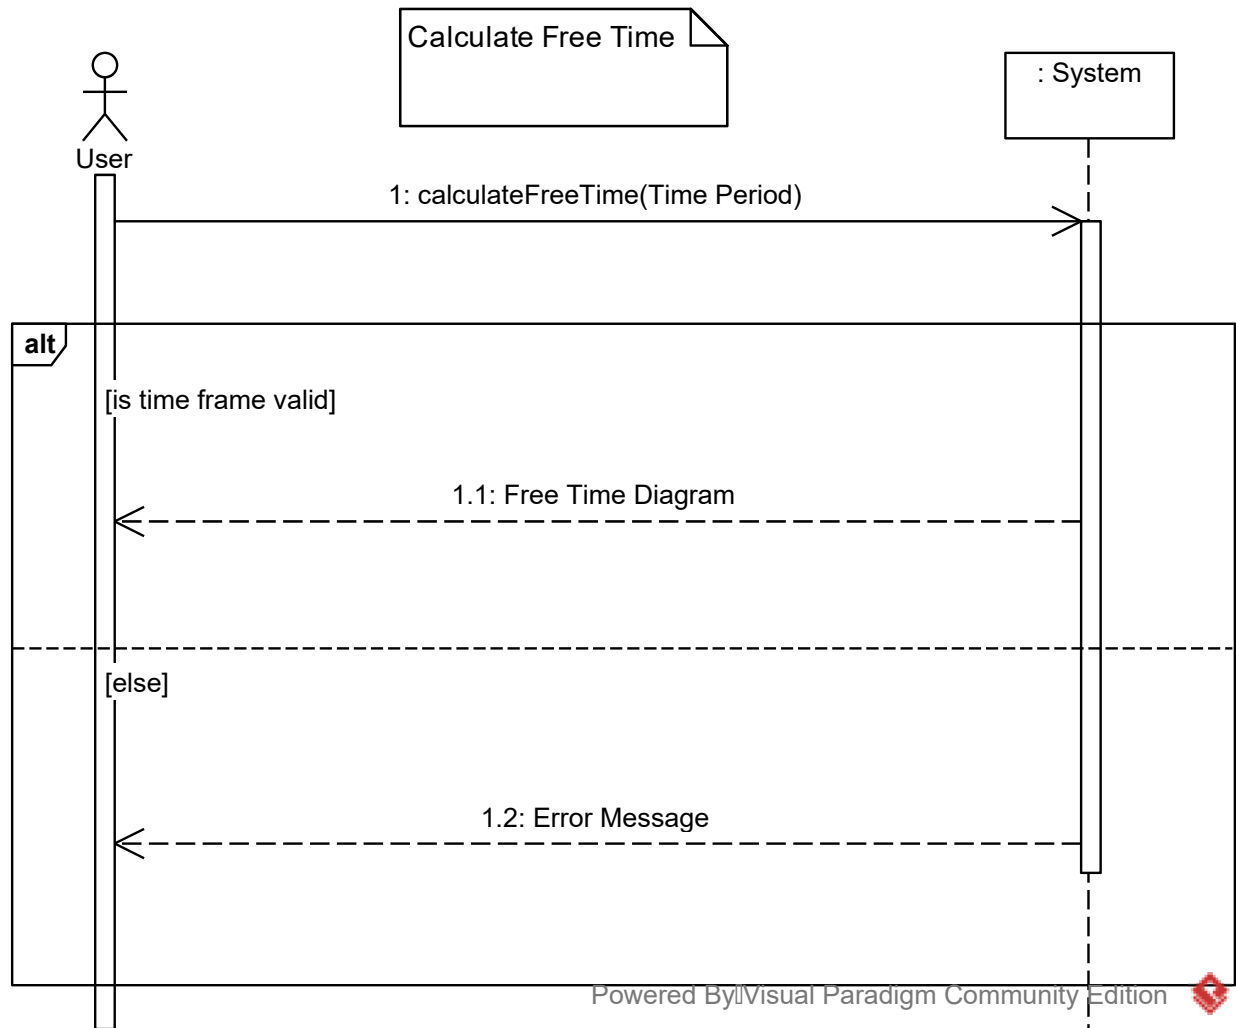 Calculate Free Time
: System
User
1: calculateFreeTime(Time Period)
alt
[is time frame valid]
1.1: Free Time Diagram
[else]
1.2: Error Message
Powered By Visual Paradigm Community Edition